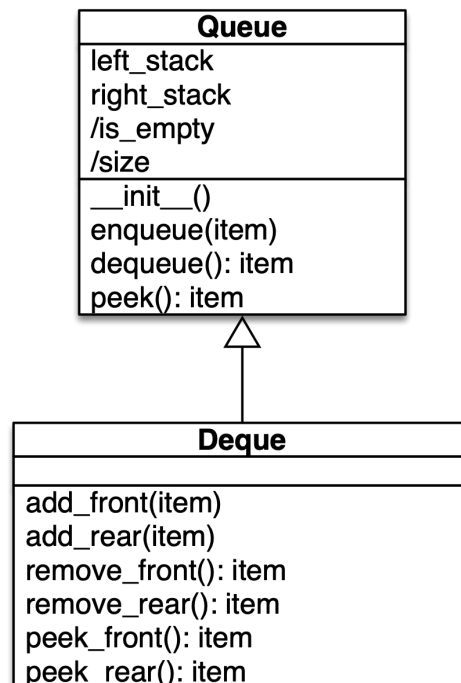 Queue
left_stack
right_stack
/is_empty
/size
__init__()
enqueue(item)
dequeue(): item
peek(): item
Deque
add_front(item)
add_rear(item)
remove_front(): item
remove_rear(): item
peek_front(): item
peek_rear(): item